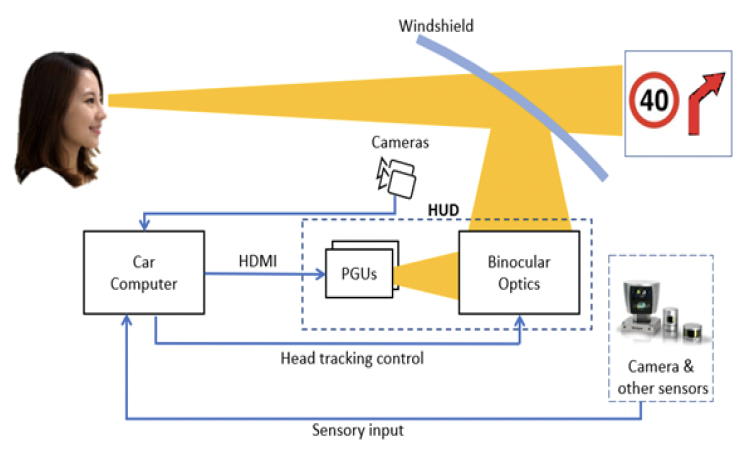 Windshield
40
Cameras
HUD
Car
Computer
HDMI
PGUs
Binocular
Optics
Head tracking control
Camera &
other sensors
Sensory input